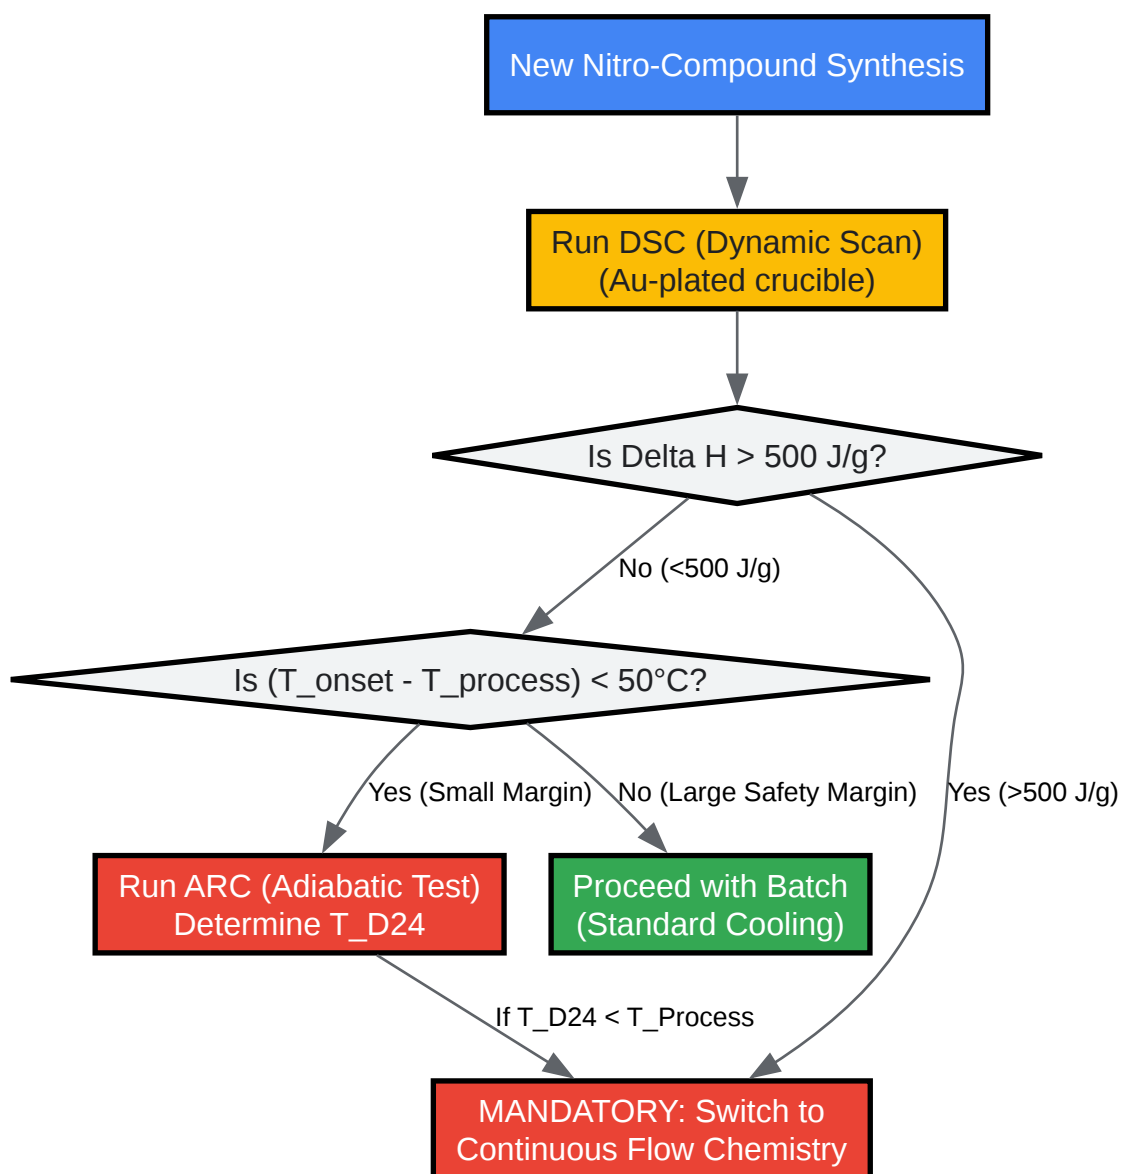 New Nitro-Compound Synthesis
Run DSC (Dynamic Scan)
(Au-plated crucible)
Is Delta H > 500 J/g?
No (<500 J/g)
Is (T_onset - T_process) < 50°C?
Yes (Small Margin)
No (Large Safety Margin)
Yes (>500 J/g)
Run ARC (Adiabatic Test)
Determine T_D24
Proceed with Batch
(Standard Cooling)
If T_D24 < T_Process
MANDATORY: Switch to
Continuous Flow Chemistry